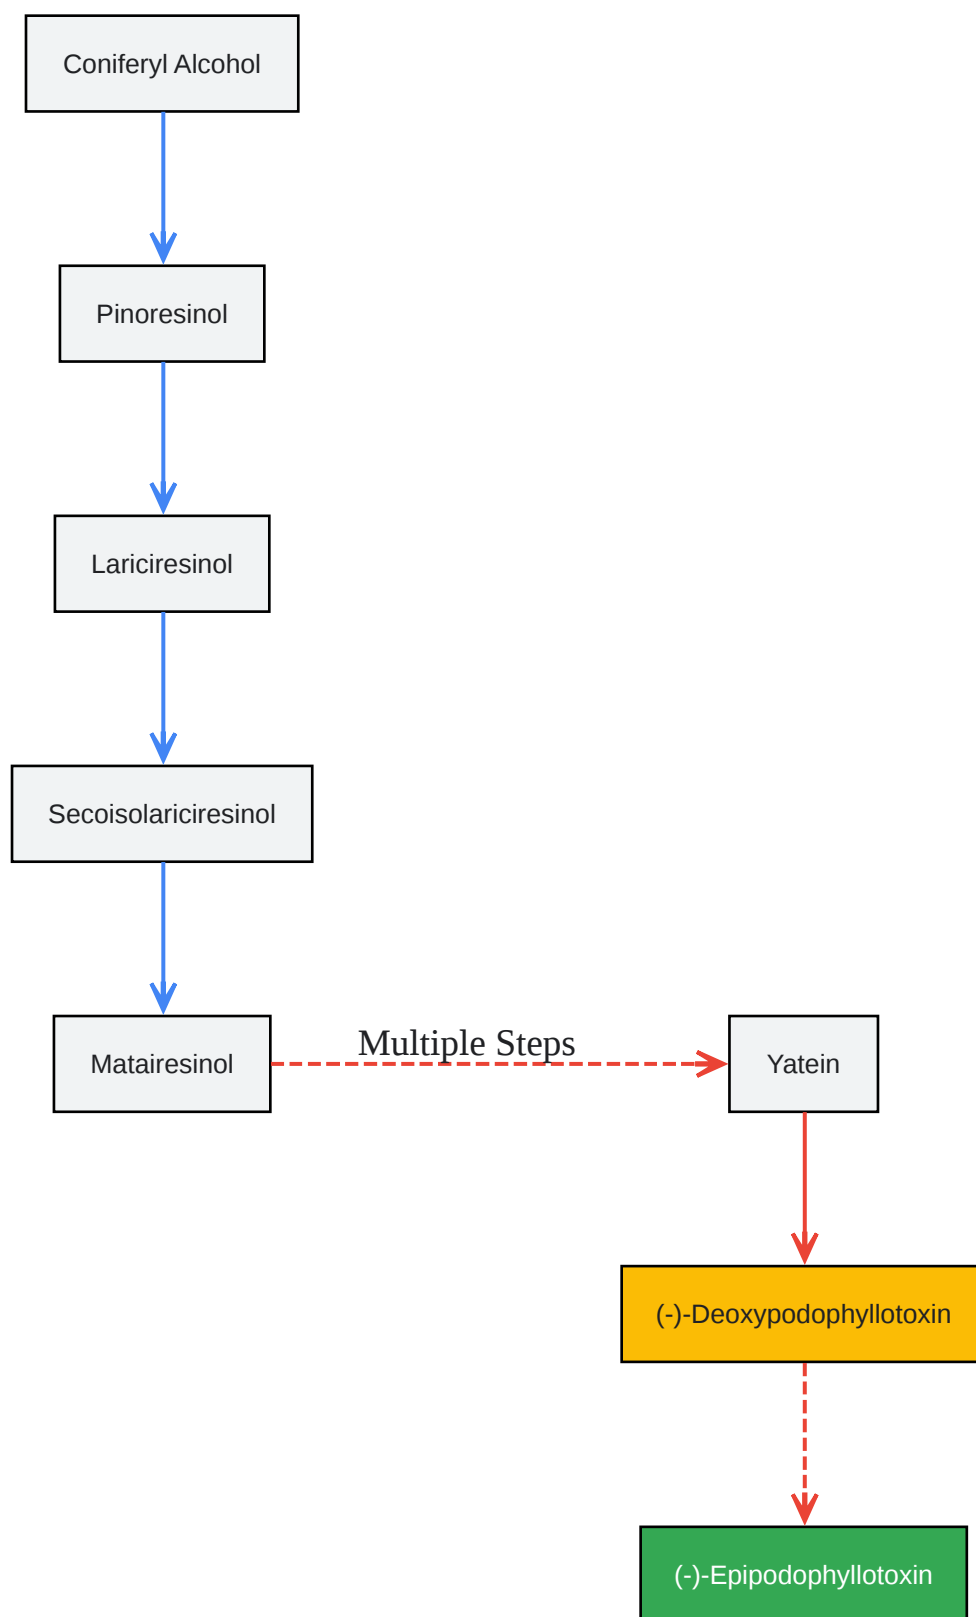 Coniferyl Alcohol
Pinoresinol
Lariciresinol
Secoisolariciresinol
Matairesinol
Multiple Steps
Yatein
(-)-Deoxypodophyllotoxin
(-)-Epipodophyllotoxin